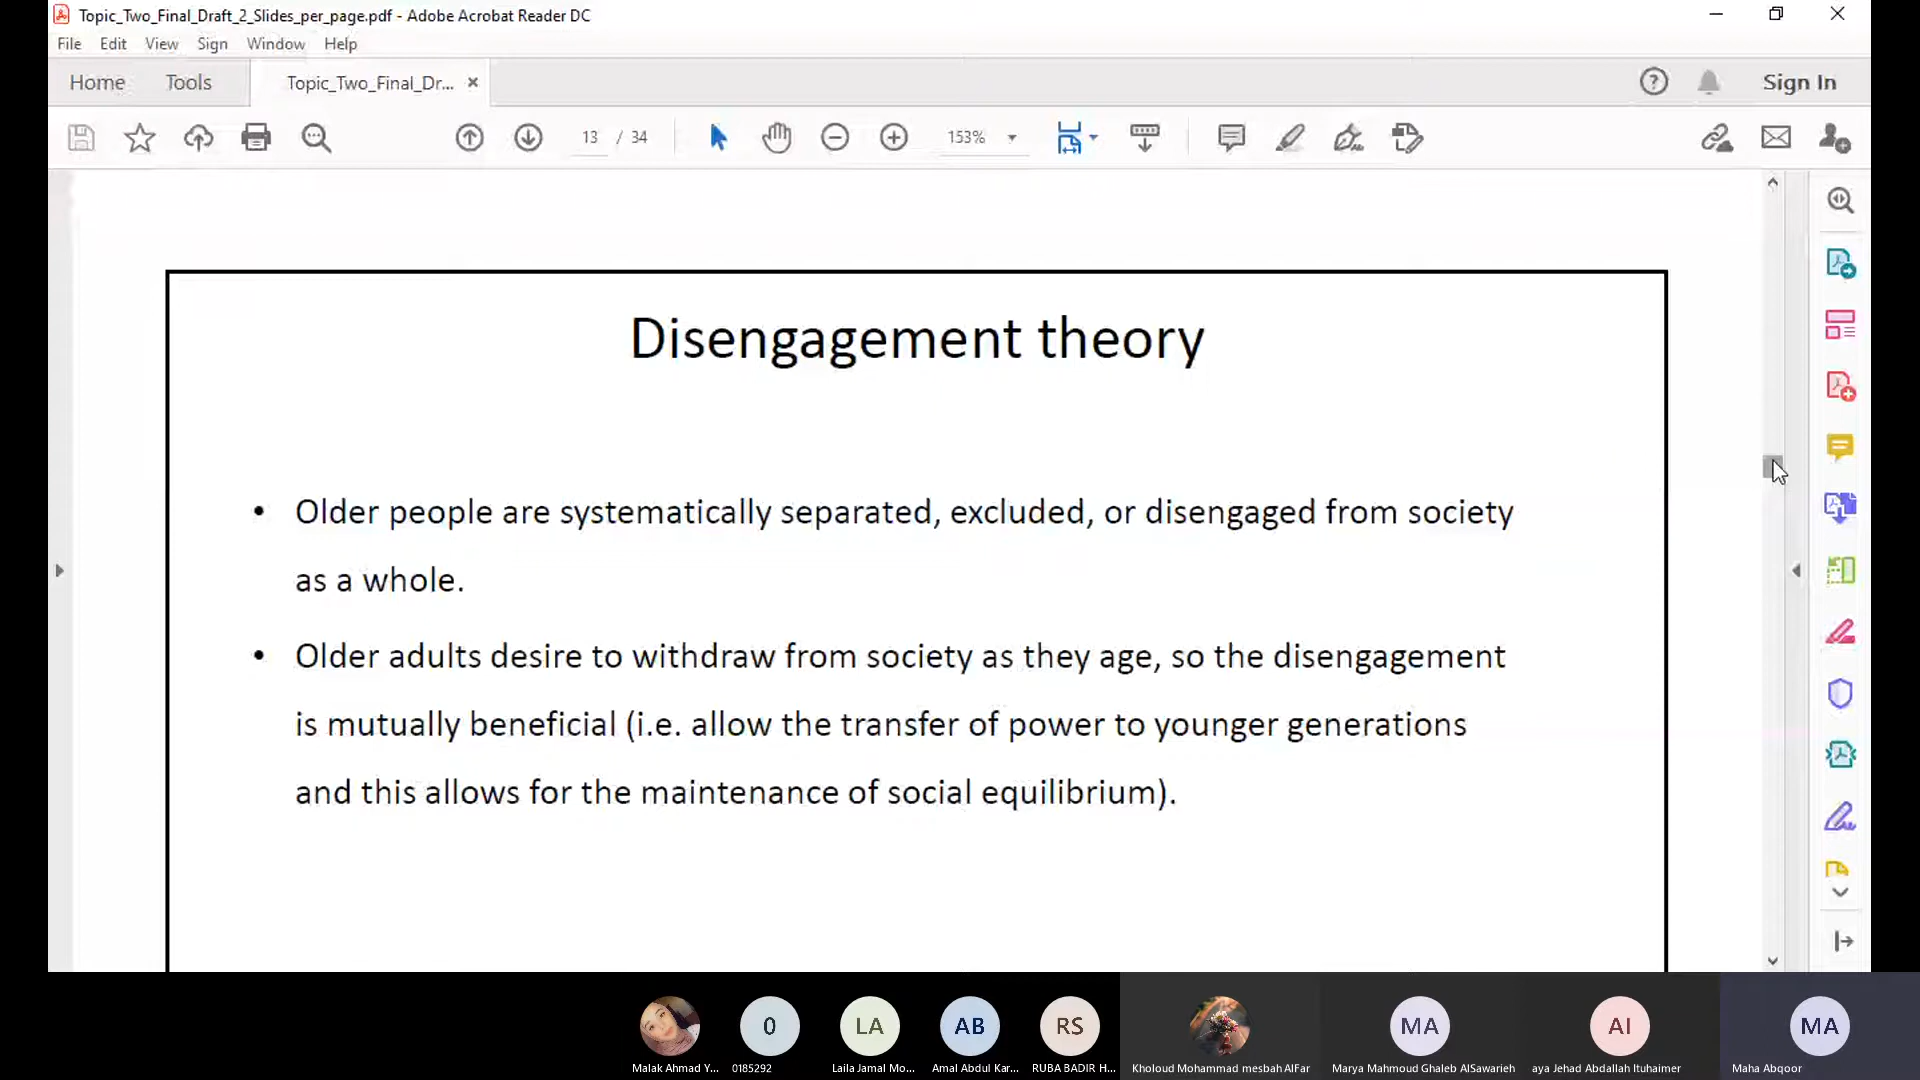 Topic_Two_Final_Draft_2_Slides_per_page.pdf - Adobe Acrobat Reader DC
File Edit View Sign Window Help
Home Tools Topic_Two_Final_Dr... × Sign In
13 / 34 153%
Disengagement theory
• Older people are systematically separated, excluded, or disengaged from society
as a whole.
• Older adults desire to withdraw from society as they age, so the disengagement
is mutually beneficial (i.e. allow the transfer of power to younger generations
and this allows for the maintenance of social equilibrium).
0 LA AB RS MA AI MA
Malak Ahmad Y... 0185292 Laila Jamal Mo... Amal Abdul Kar... RUBA BADIR H... Kholoud Mohammad mesbah AlFar Marya Mahmoud Ghaleb AlSawarieh aya Jehad Abdallah Ituhaimer Maha Abqoor